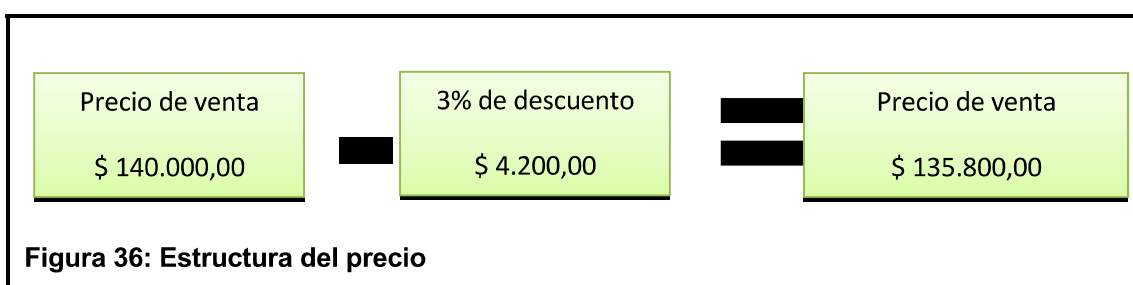 Precio de venta
$ 140.000,00
3% de descuento
$ 4.200,00
Precio de venta
$ 135.800,00
Figura 36: Estructura del precio